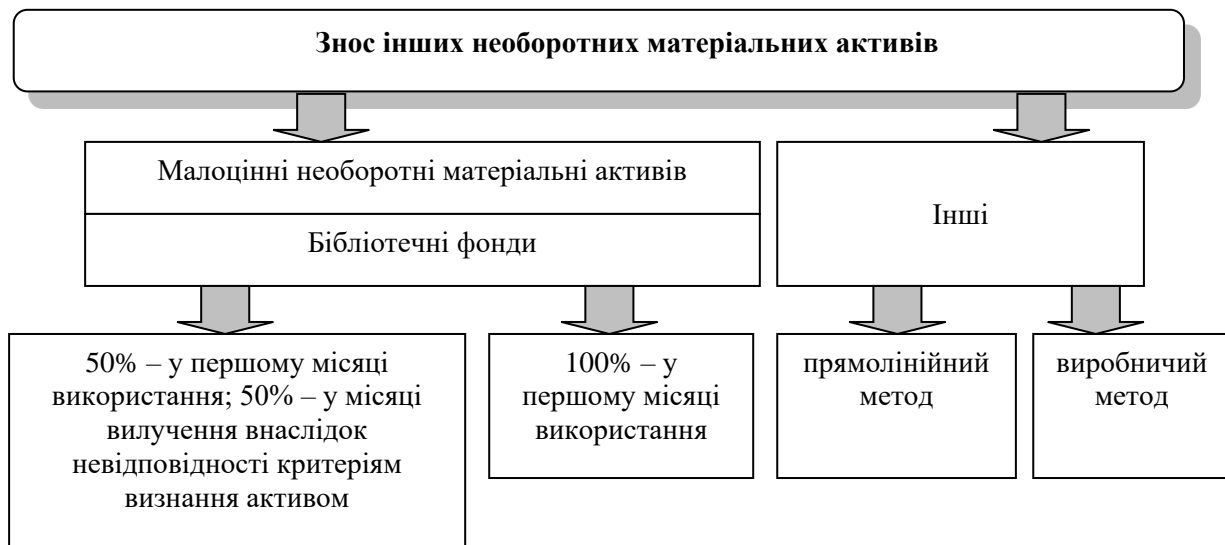 Знос інших необоротних матеріальних активів
Малоцінні необоротні матеріальні активів
Бібліотечні фонди
Інші
50% – у першому місяці
використання; 50% – у місяці
вилучення внаслідок
невідповідності критеріям
визнання активом
100% – у
першому місяці
використання
прямолінійний
метод
виробничий
метод